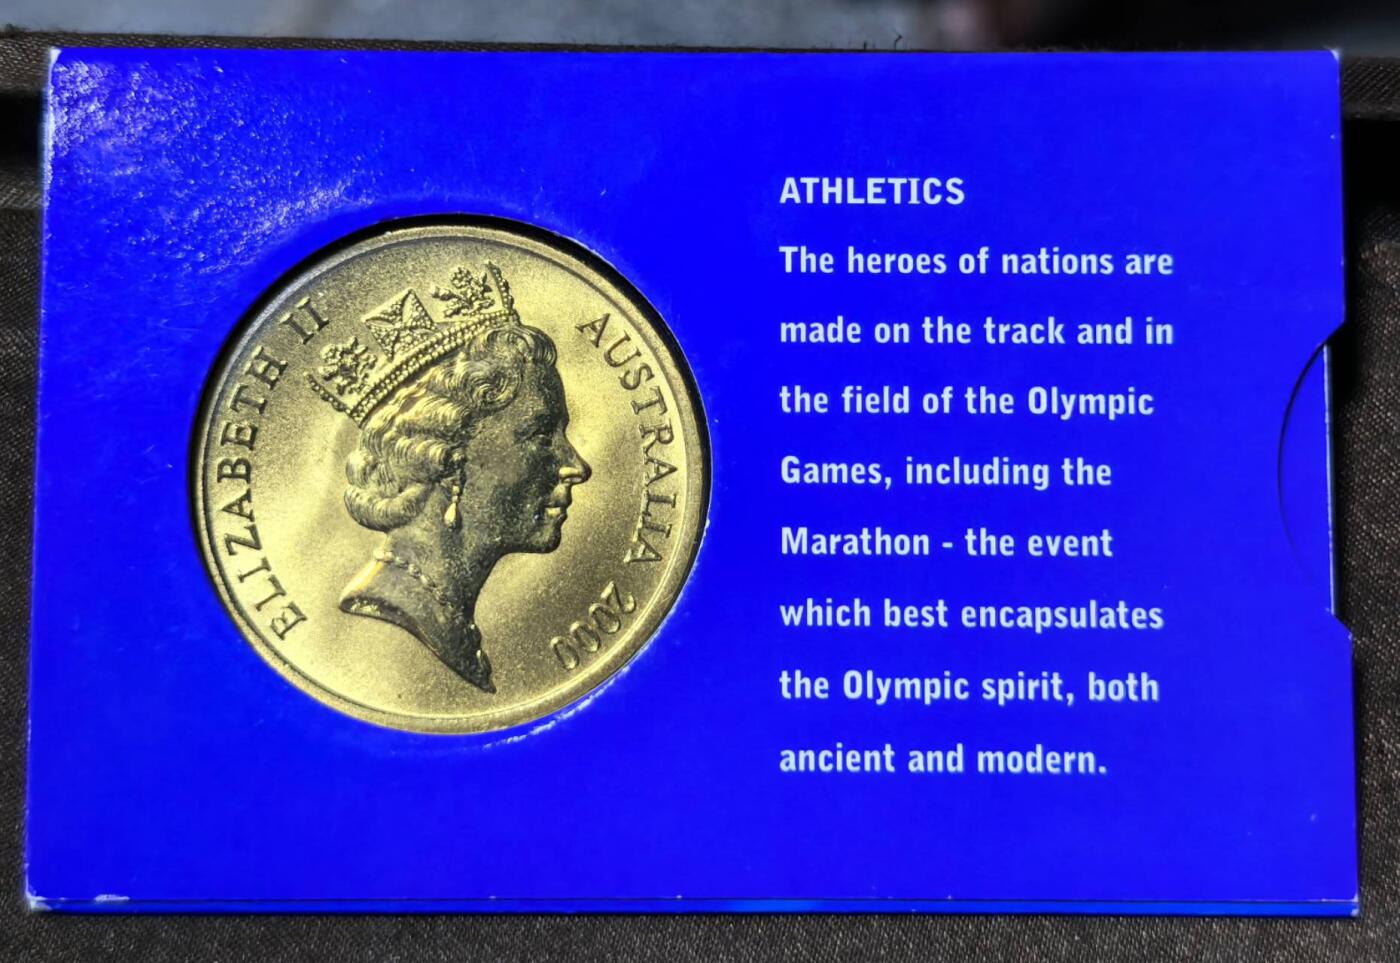 ELIZABETH II
AUSTRALIA 2000
ATHLETICS
The heroes of nations are
made on the track and in
the field of the Olympic
Games, including the
Marathon - the event
which best encapsulates
the Olympic spirit, both
ancient and modern.